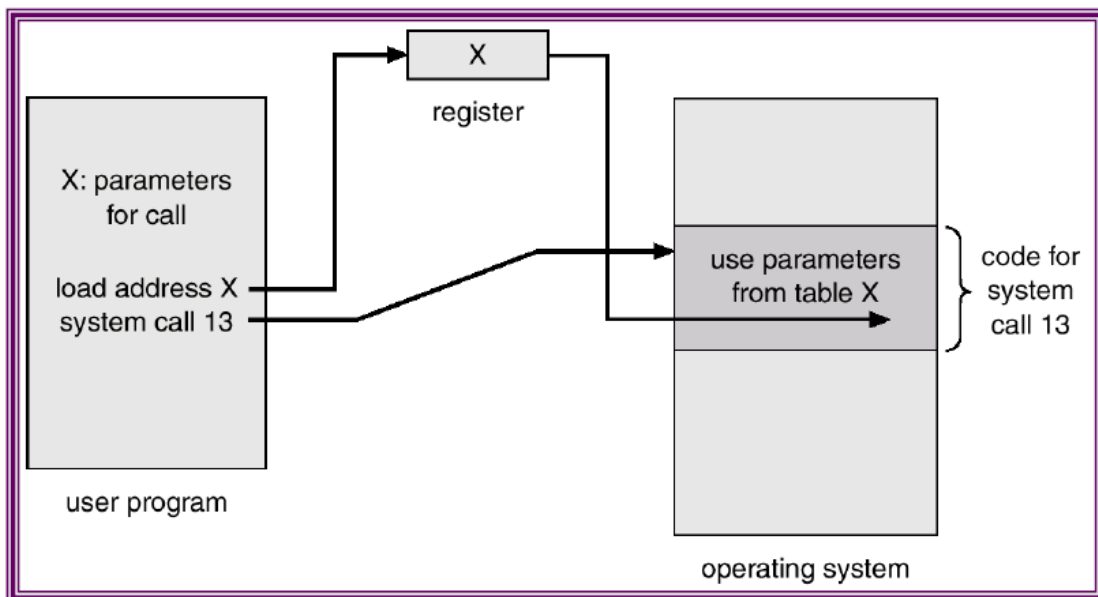 X
register
X: parameters
for call
load address X
system call 13
user program
use parameters
from table X
code for
system
call 13
operating system